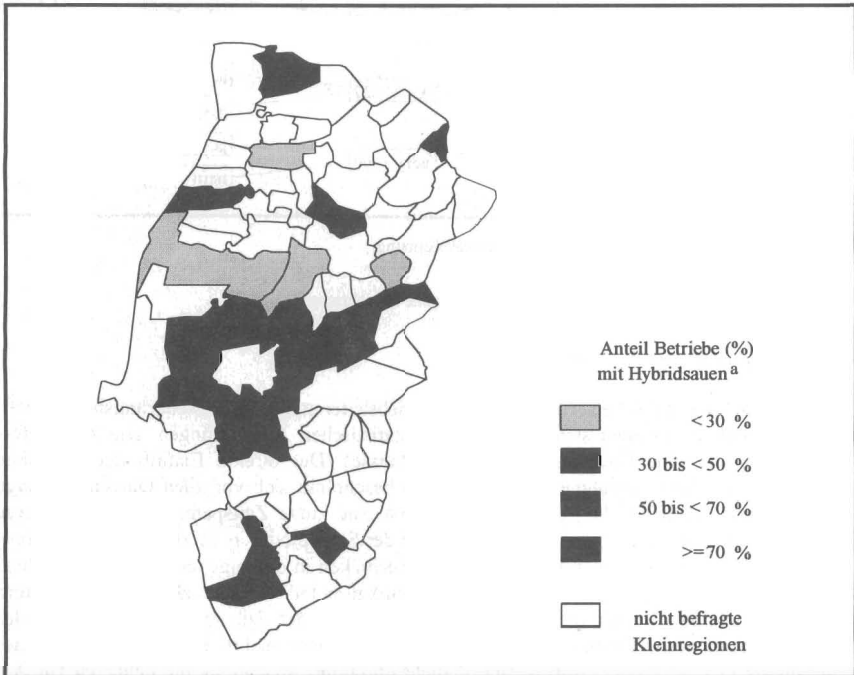 Anteil Betriebe (%)
mit Hybridsauen a
< 30 %
30 bis < 50 %
50 bis < 70 %
>=70 %
nicht befragte
Kleinregionen